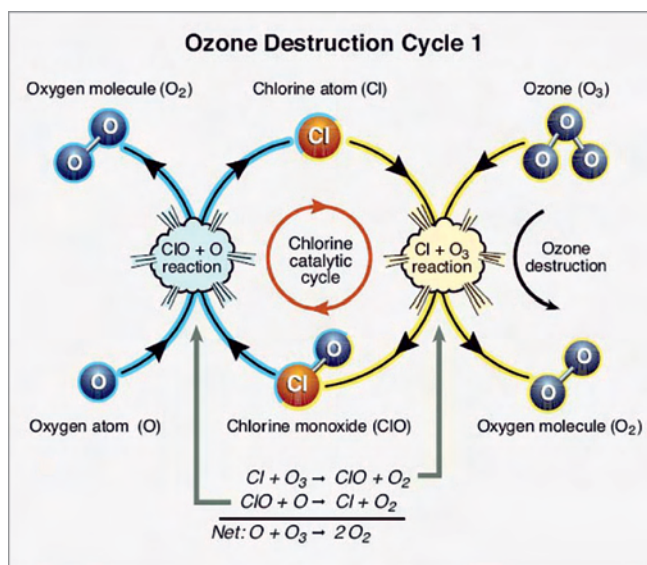 Ozone Destruction Cycle 1
Oxygen molecule (O₂)
Chlorine atom (Cl)
Ozone (O₃)
O
O
Cl
O
O
O
ClO + O
reaction
Chlorine
catalytic
cycle
Cl + O₃
reaction
Ozone
destruction
O
Cl
O
O
O
Oxygen atom (O)
Chlorine monoxide (ClO)
Oxygen molecule (O₂)
Cl + O₃ → ClO + O₂
ClO + O → Cl + O₂
Net: O + O₃ → 2 O₂